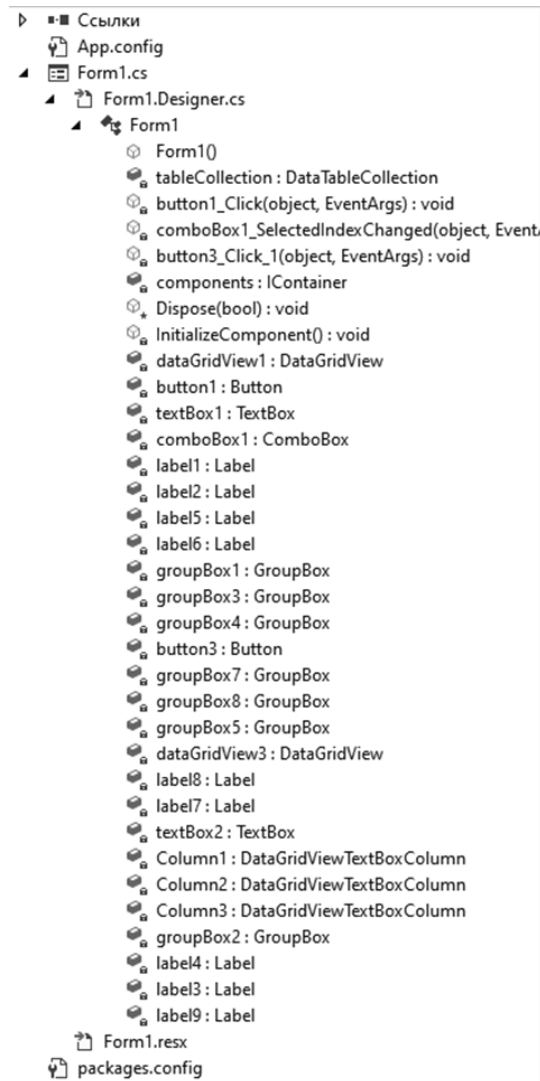 Ссылки
App.config
Form1.cs
Form1.Designer.cs
Form1
Form1()
tableCollection : DataTableCollection
button1_Click(object, EventArgs) : void
comboBox1_SelectedIndexChanged(object, Event
button3_Click_1(object, EventArgs) : void
components : IContainer
Dispose(bool) : void
InitializeComponent() : void
dataGridView1 : DataGridView
button1 : Button
textBox1 : TextBox
comboBox1 : ComboBox
label1 : Label
label2 : Label
label5 : Label
label6 : Label
groupBox1 : GroupBox
groupBox3 : GroupBox
groupBox4 : GroupBox
button3 : Button
groupBox7 : GroupBox
groupBox8 : GroupBox
groupBox5 : GroupBox
dataGridView3 : DataGridView
label8 : Label
label7 : Label
textBox2 : TextBox
Column1 : DataGridViewTextBoxColumn
Column2 : DataGridViewTextBoxColumn
Column3 : DataGridViewTextBoxColumn
groupBox2 : GroupBox
label4 : Label
label3 : Label
label9 : Label
Form1.resx
packages.config